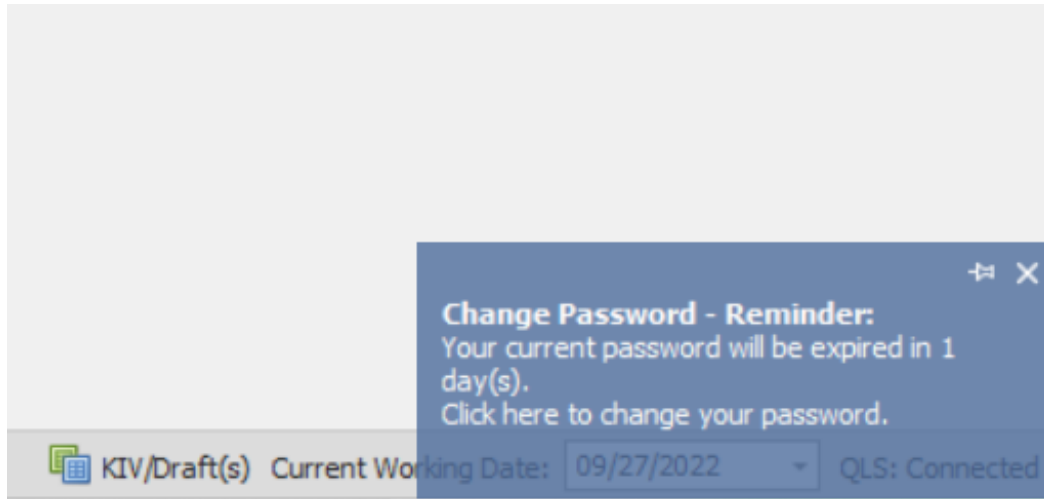 Change Password - Reminder:
Your current password will be expired in 1
day(s).
Click here to change your password.
KIV/Draft(s) Current Working Date: 09/27/2022 QLS: Connected